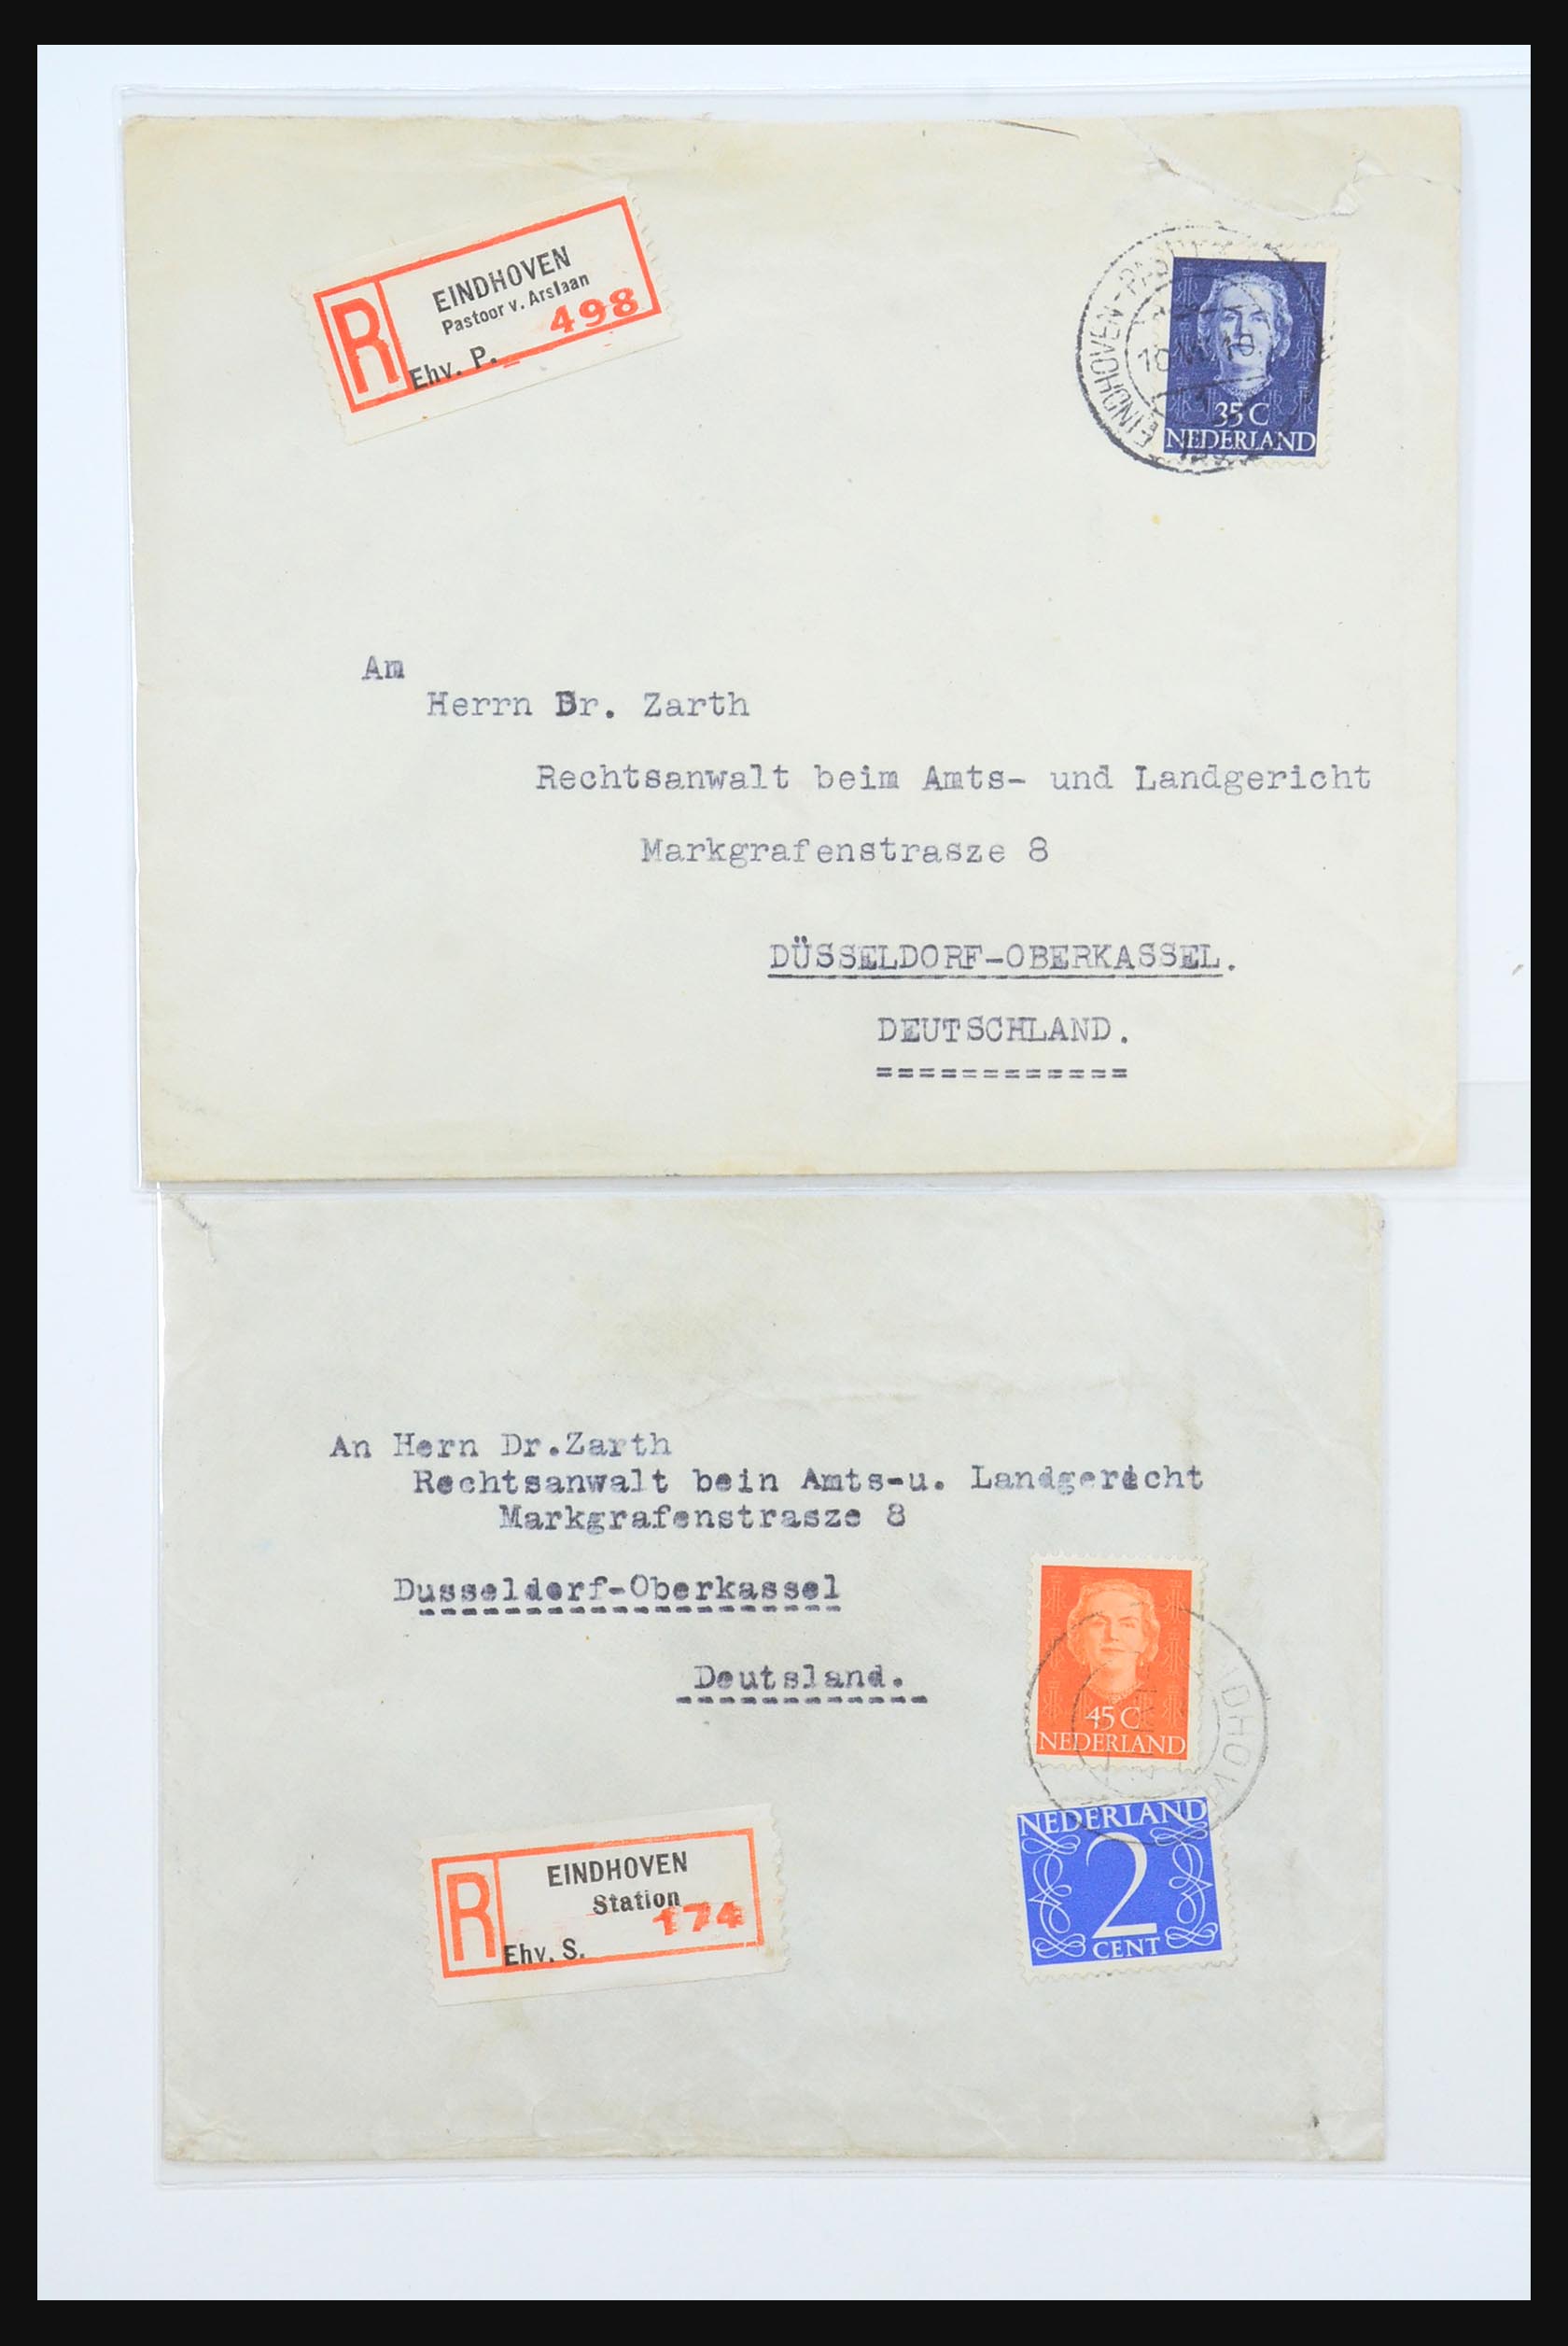 R
EINDHOVEN
Pastoor v. Arslaan
498
Ehv. P.
EINDHOVEN-
35 C
NEDERLAND
Am
Herrn Dr. Zarth
Rechtsanwalt beim Amts- und Landgericht
Markgrafenstrasze 8
DÜSSELDORF-OBERKASSEL.
DEUTSCHLAND.
============
An Hern Dr.Zarth
Rechtsanwalt bein Amts-u. Landgericht
Markgrafenstrasze 8
Dusseldorf-Oberkassel
Deutsland.
45 C
NEDERLAND
NEDERLAND
2
CENT
R
EINDHOVEN
Station
174
Ehv. S.